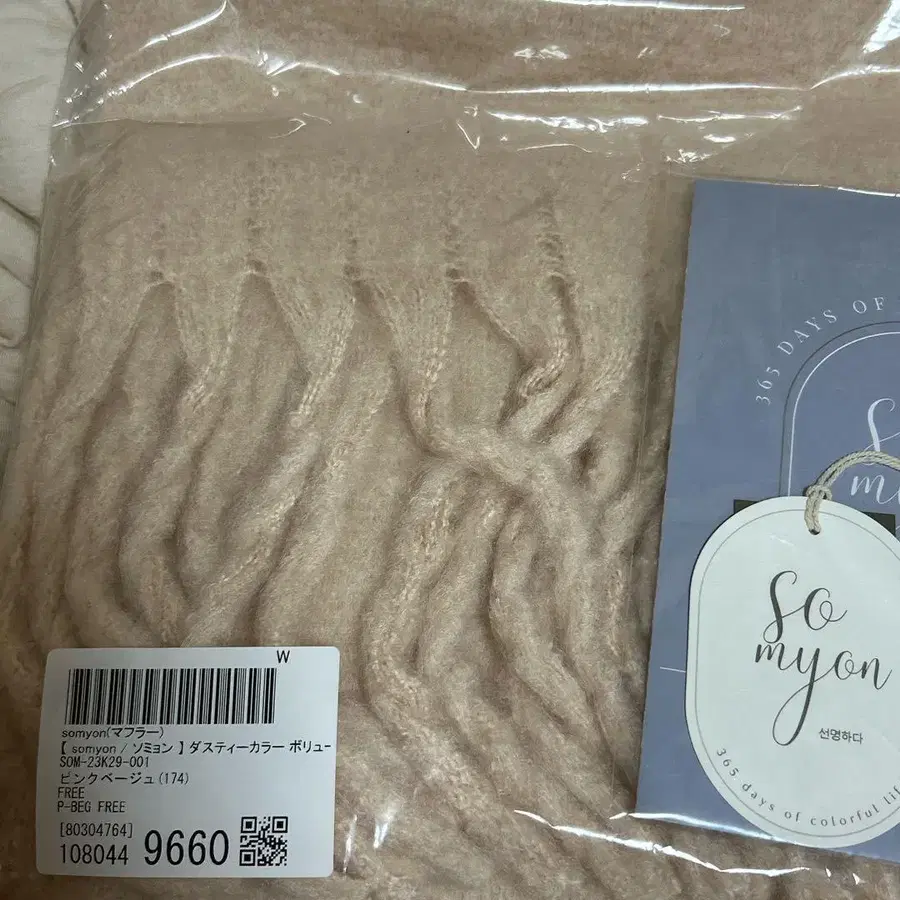 365 DAYS OF
So
my
So
myon
선명하다
365 days of colorful
W
somyon(マフラー)
【 somyon / ソミョン 】ダスティーカラー ボリュー
SOM-23K29-001
ピンクベージュ(174)
FREE
P-BEG FREE
[80304764]
108044 9660